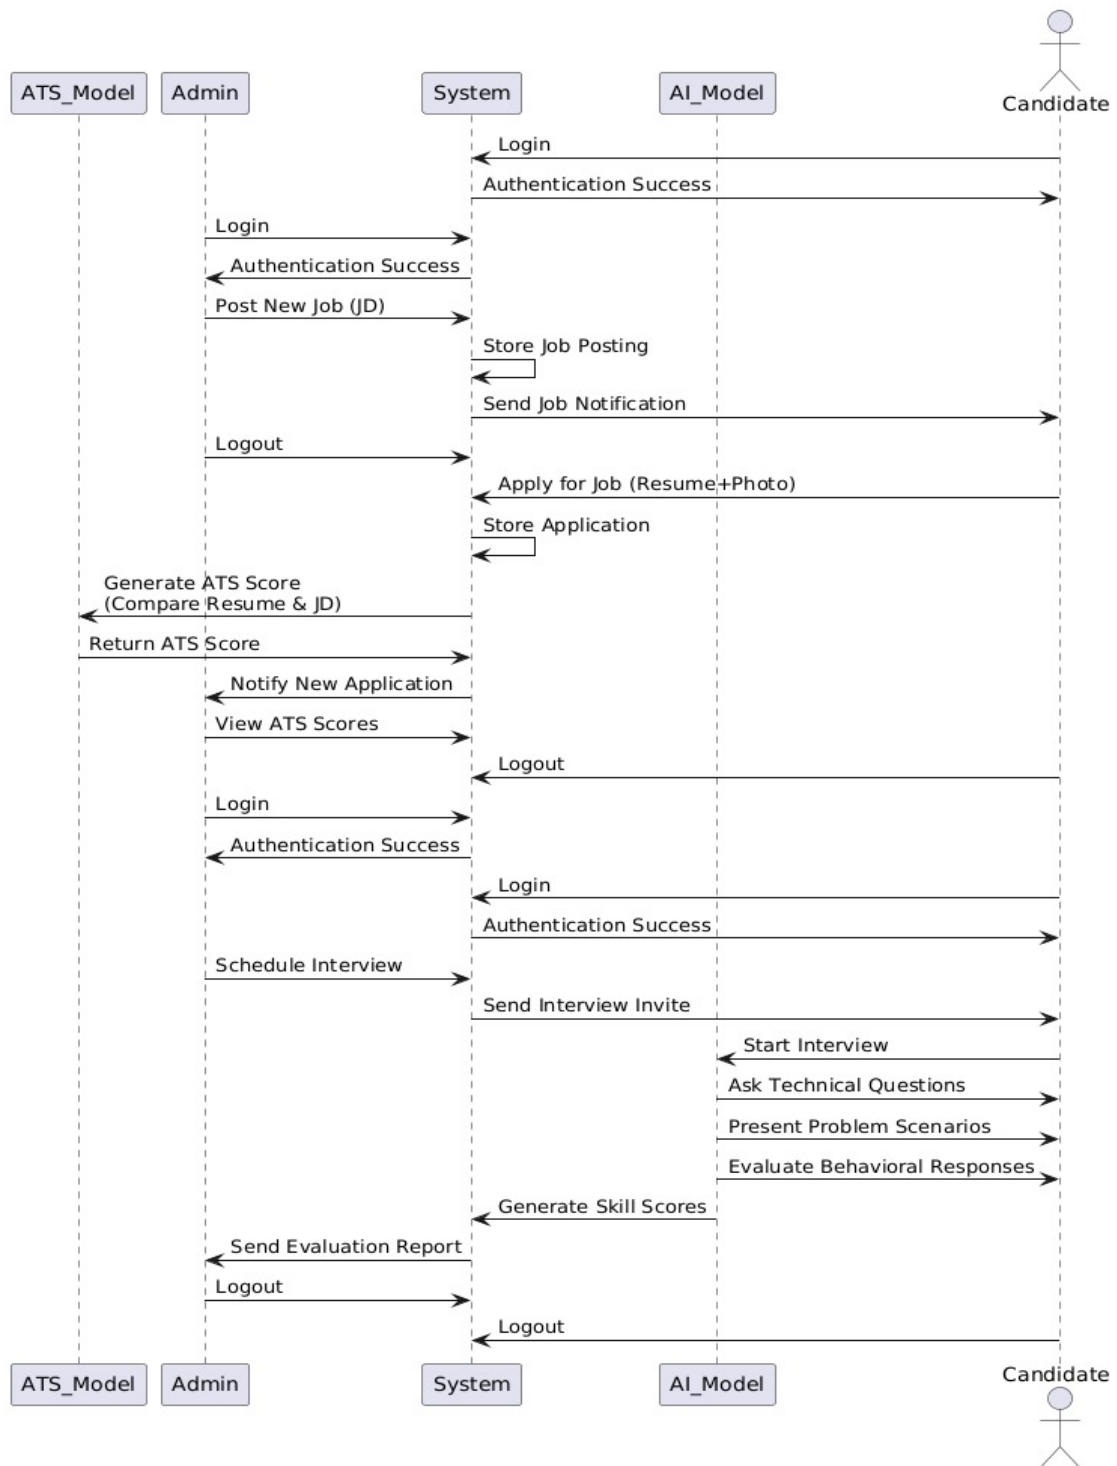 Candidate
ATS_Model
Admin
System
AI_Model
Login
Authentication Success
Login
Authentication Success
Post New Job (JD)
Store Job Posting
Send Job Notification
Logout
Apply for Job (Resume+Photo)
Store Application
Generate ATS Score
(Compare Resume & JD)
Return ATS Score
Notify New Application
View ATS Scores
Logout
Login
Authentication Success
Login
Authentication Success
Schedule Interview
Send Interview Invite
Start Interview
Ask Technical Questions
Present Problem Scenarios
Evaluate Behavioral Responses
Generate Skill Scores
Send Evaluation Report
Logout
Logout
ATS_Model
Admin
System
AI_Model
Candidate